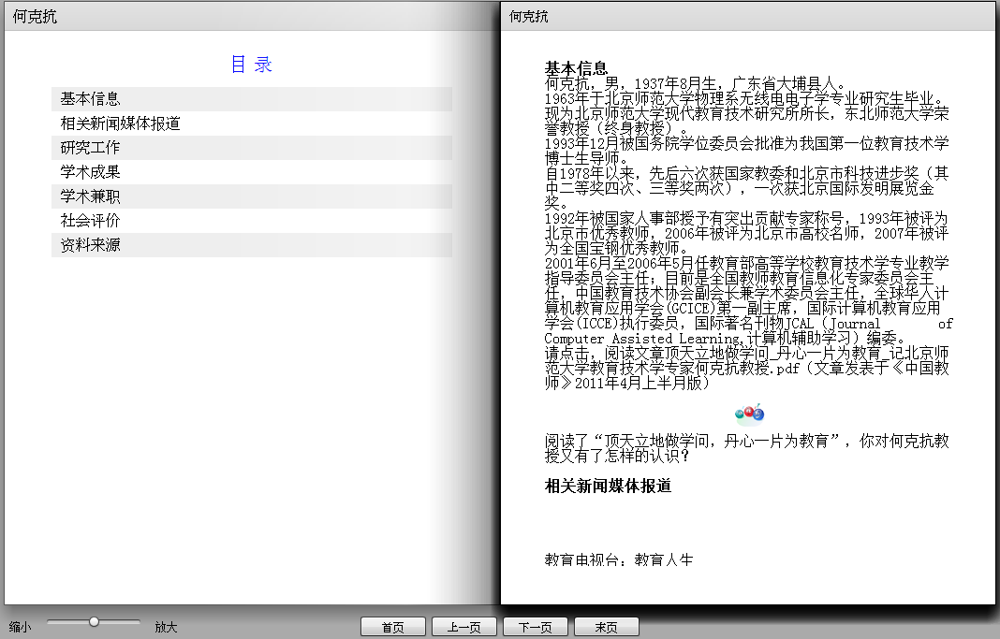 何克抗
目 录
基本信息
相关新闻媒体报道
研究工作
学术成果
学术兼职
社会评价
资料来源
何克抗
基本信息
何克抗，男，1937年8月生，广东省大埔县人。
1963年于北京师范大学物理系无线电电子学专业研究生毕业。
现为北京师范大学现代教育技术研究所所长，东北师范大学荣
誉教授（终身教授）。
1993年12月被国务院学位委员会批准为我国第一位教育技术学
博士生导师。
自1978年以来，先后六次获国家教委和北京市科技进步奖（其
中二等奖四次、三等奖两次），一次获北京国际发明展览金
奖。
1992年被国家人事部授予有突出贡献专家称号，1993年被评为
北京市优秀教师，2006年被评为北京市高校名师，2007年被评
为全国宝钢优秀教师。
2001年6月至2006年5月任教育部高等学校教育技术学专业教学
指导委员会主任；目前是全国教师教育信息化专家委员会主
任，中国教育技术协会副会长兼学术委员会主任，全球华人计
算机教育应用学会(GCICE)第一副主席，国际计算机教育应用
学会(ICCE)执行委员，国际著名刊物JCAL（Journal of
Computer Assisted Learning,计算机辅助学习）编委。
请点击，阅读文章顶天立地做学问_丹心一片为教育_记北京师
范大学教育技术学专家何克抗教授.pdf（文章发表于《中国教
师》2011年4月上半月版）
阅读了“顶天立地做学问，丹心一片为教育”，你对何克抗教
授又有了怎样的认识？
相关新闻媒体报道
教育电视台：教育人生
缩小 放大 首页 上一页 下一页 末页